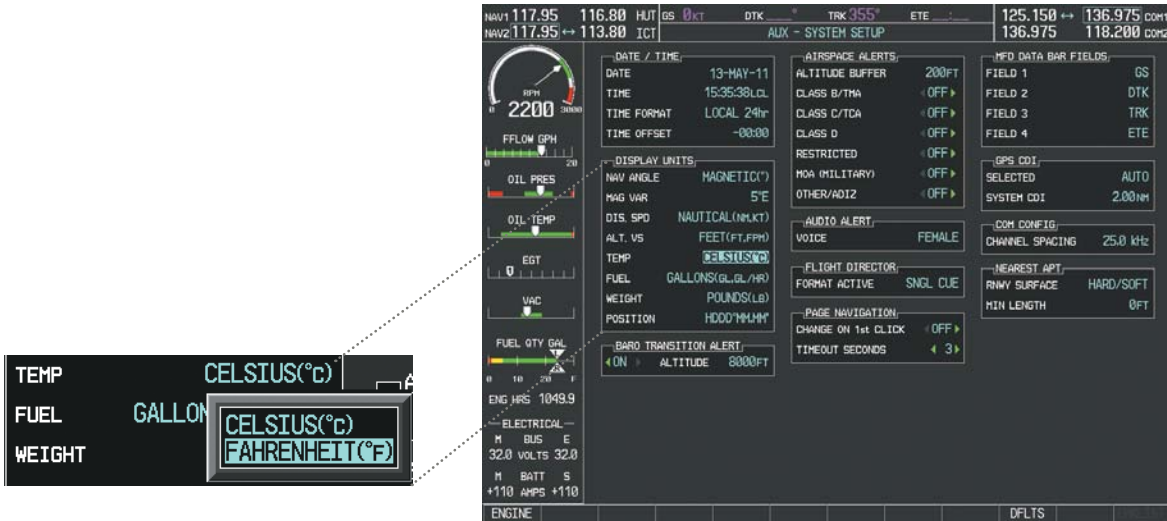 NAV1 117.95 116.80 HUT GS 0KT DTK ___° TRK 355° ETE __:__ 125.150 ↔ 136.975 COM1
NAV2 117.95 ↔ 113.80 ICT AUX - SYSTEM SETUP 136.975 118.200 COM2
RPM
0 2200 3000
FFLOW GPH
0 20
OIL PRES
OIL TEMP
EGT
VAC
FUEL QTY GAL
L
R
0 10 20 F
ENG HRS 1049.9
ELECTRICAL
M BUS E
32.0 VOLTS 32.0
M BATT S
+110 AMPS +110
DATE / TIME
DATE 13-MAY-11
TIME 15:35:38LCL
TIME FORMAT LOCAL 24hr
TIME OFFSET -00:00
DISPLAY UNITS
NAV ANGLE MAGNETIC(°)
MAG VAR 5°E
DIS, SPD NAUTICAL(NM,KT)
ALT, VS FEET(FT,FPM)
TEMP CELSIUS(°C)
FUEL GALLONS(GL,GL/HR)
WEIGHT POUNDS(LB)
POSITION HDDD°MM.MM'
BARO TRANSITION ALERT
ON ALTITUDE 8000FT
AIRSPACE ALERTS
ALTITUDE BUFFER 200FT
CLASS B/TMA OFF
CLASS C/TCA OFF
CLASS D OFF
RESTRICTED OFF
MOA (MILITARY) OFF
OTHER/ADIZ OFF
AUDIO ALERT
VOICE FEMALE
FLIGHT DIRECTOR
FORMAT ACTIVE SNGL CUE
PAGE NAVIGATION
CHANGE ON 1st CLICK OFF
TIMEOUT SECONDS 3
MFD DATA BAR FIELDS
FIELD 1 GS
FIELD 2 DTK
FIELD 3 TRK
FIELD 4 ETE
GPS CDI
SELECTED AUTO
SYSTEM CDI 2.00NM
COM CONFIG
CHANNEL SPACING 25.0 kHz
NEAREST APT
RNWY SURFACE HARD/SOFT
MIN LENGTH 0FT
ENGINE DFLTS
TEMP CELSIUS(°C)
FUEL GALLON
WEIGHT
CELSIUS(°C)
FAHRENHEIT(°F)